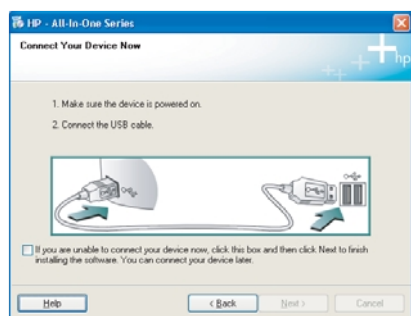 HP - All-In-One Series
Connect Your Device Now
hp
1. Make sure the device is powered on.
2. Connect the USB cable.
If you are unable to connect your device now, click this box and then click Next to finish
installing the software. You can connect your device later.
Help
< Back
Next >
Cancel